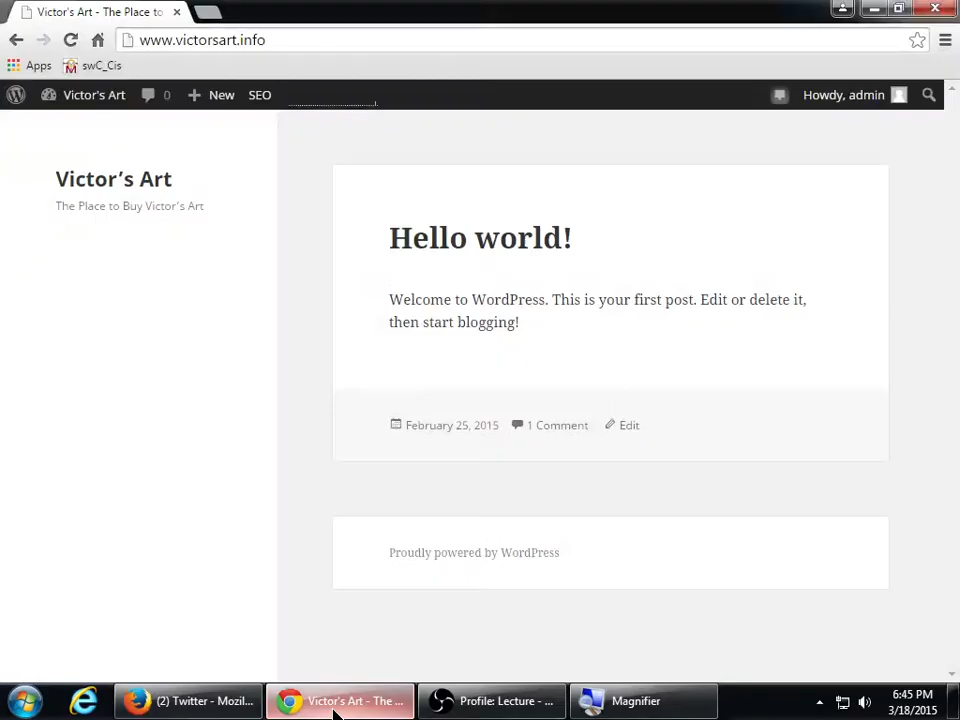 Victor's Art - The Place to
www.victorsart.info
Apps
swC_Cis
Victor's Art
0
New
SEO
Howdy, admin
Victor's Art
The Place to Buy Victor's Art
Hello world!
Welcome to WordPress. This is your first post. Edit or delete it,
then start blogging!
February 25, 2015
1 Comment
Edit
Proudly powered by WordPress
(2) Twitter - Mozil...
Victor's Art - The ...
Profile: Lecture - ...
Magnifier
6:45 PM
3/18/2015